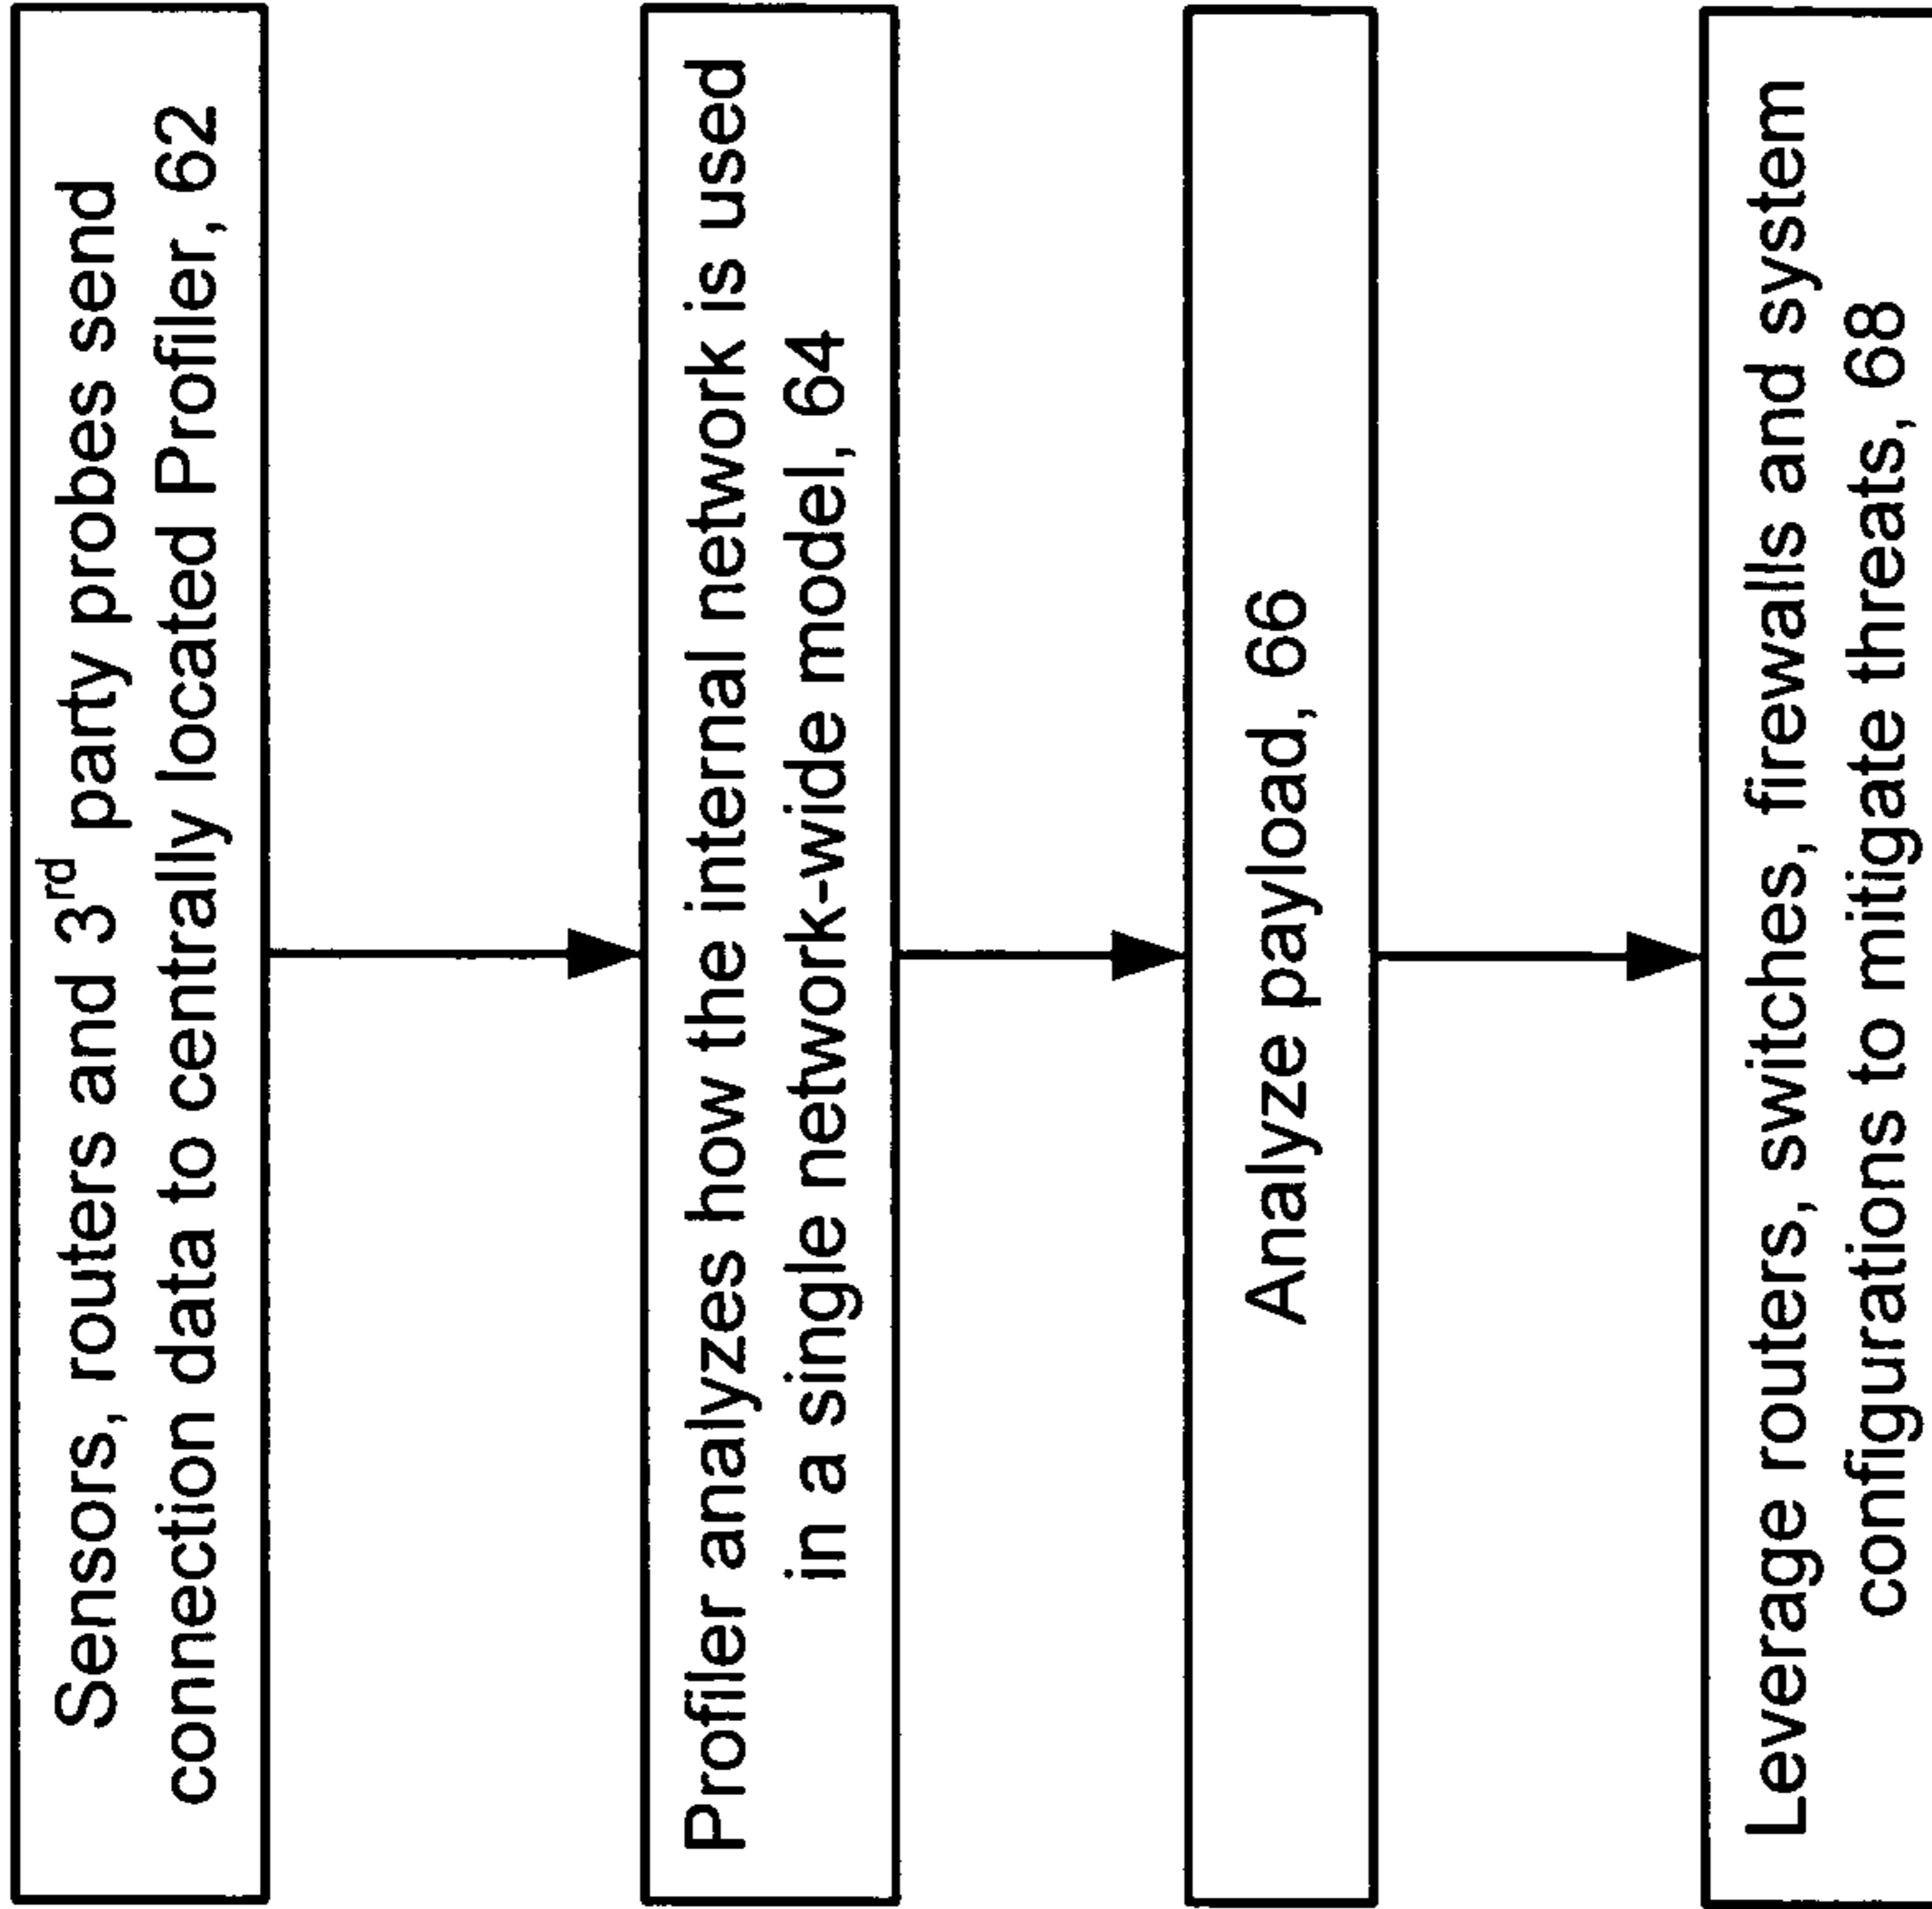 Sensors, routers and 3rd party probes send
connection data to centrally located Profiler, 62
Profiler analyzes how the internal network is used
in a single network-wide model, 64
Analyze payload, 66
Leverage routers, switches, firewalls and system
configurations to mitigate threats, 68